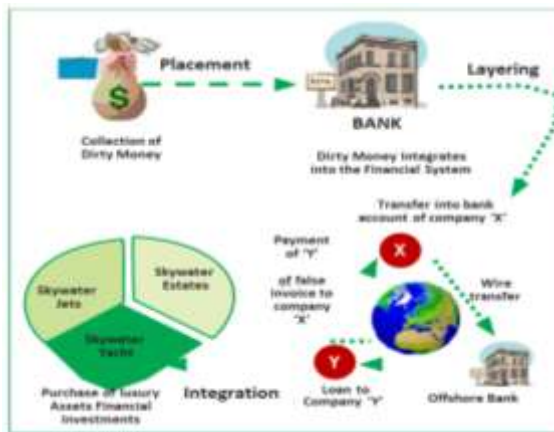 Placement
Layering
Collection of
Dirty Money
BANK
Dirty Money Integrates
into the Financial System
Transfer into bank
account of company 'X'
Payment
of 'Y'
of false
invoice to
company
'X'
X
Wire
transfer
Skywater
Jets
Skywater
Estates
Skywater
Yacht
Y
Purchase of luxury
Assets Financial
Investments
Integration
Loan to
Company 'Y'
Offshore Bank